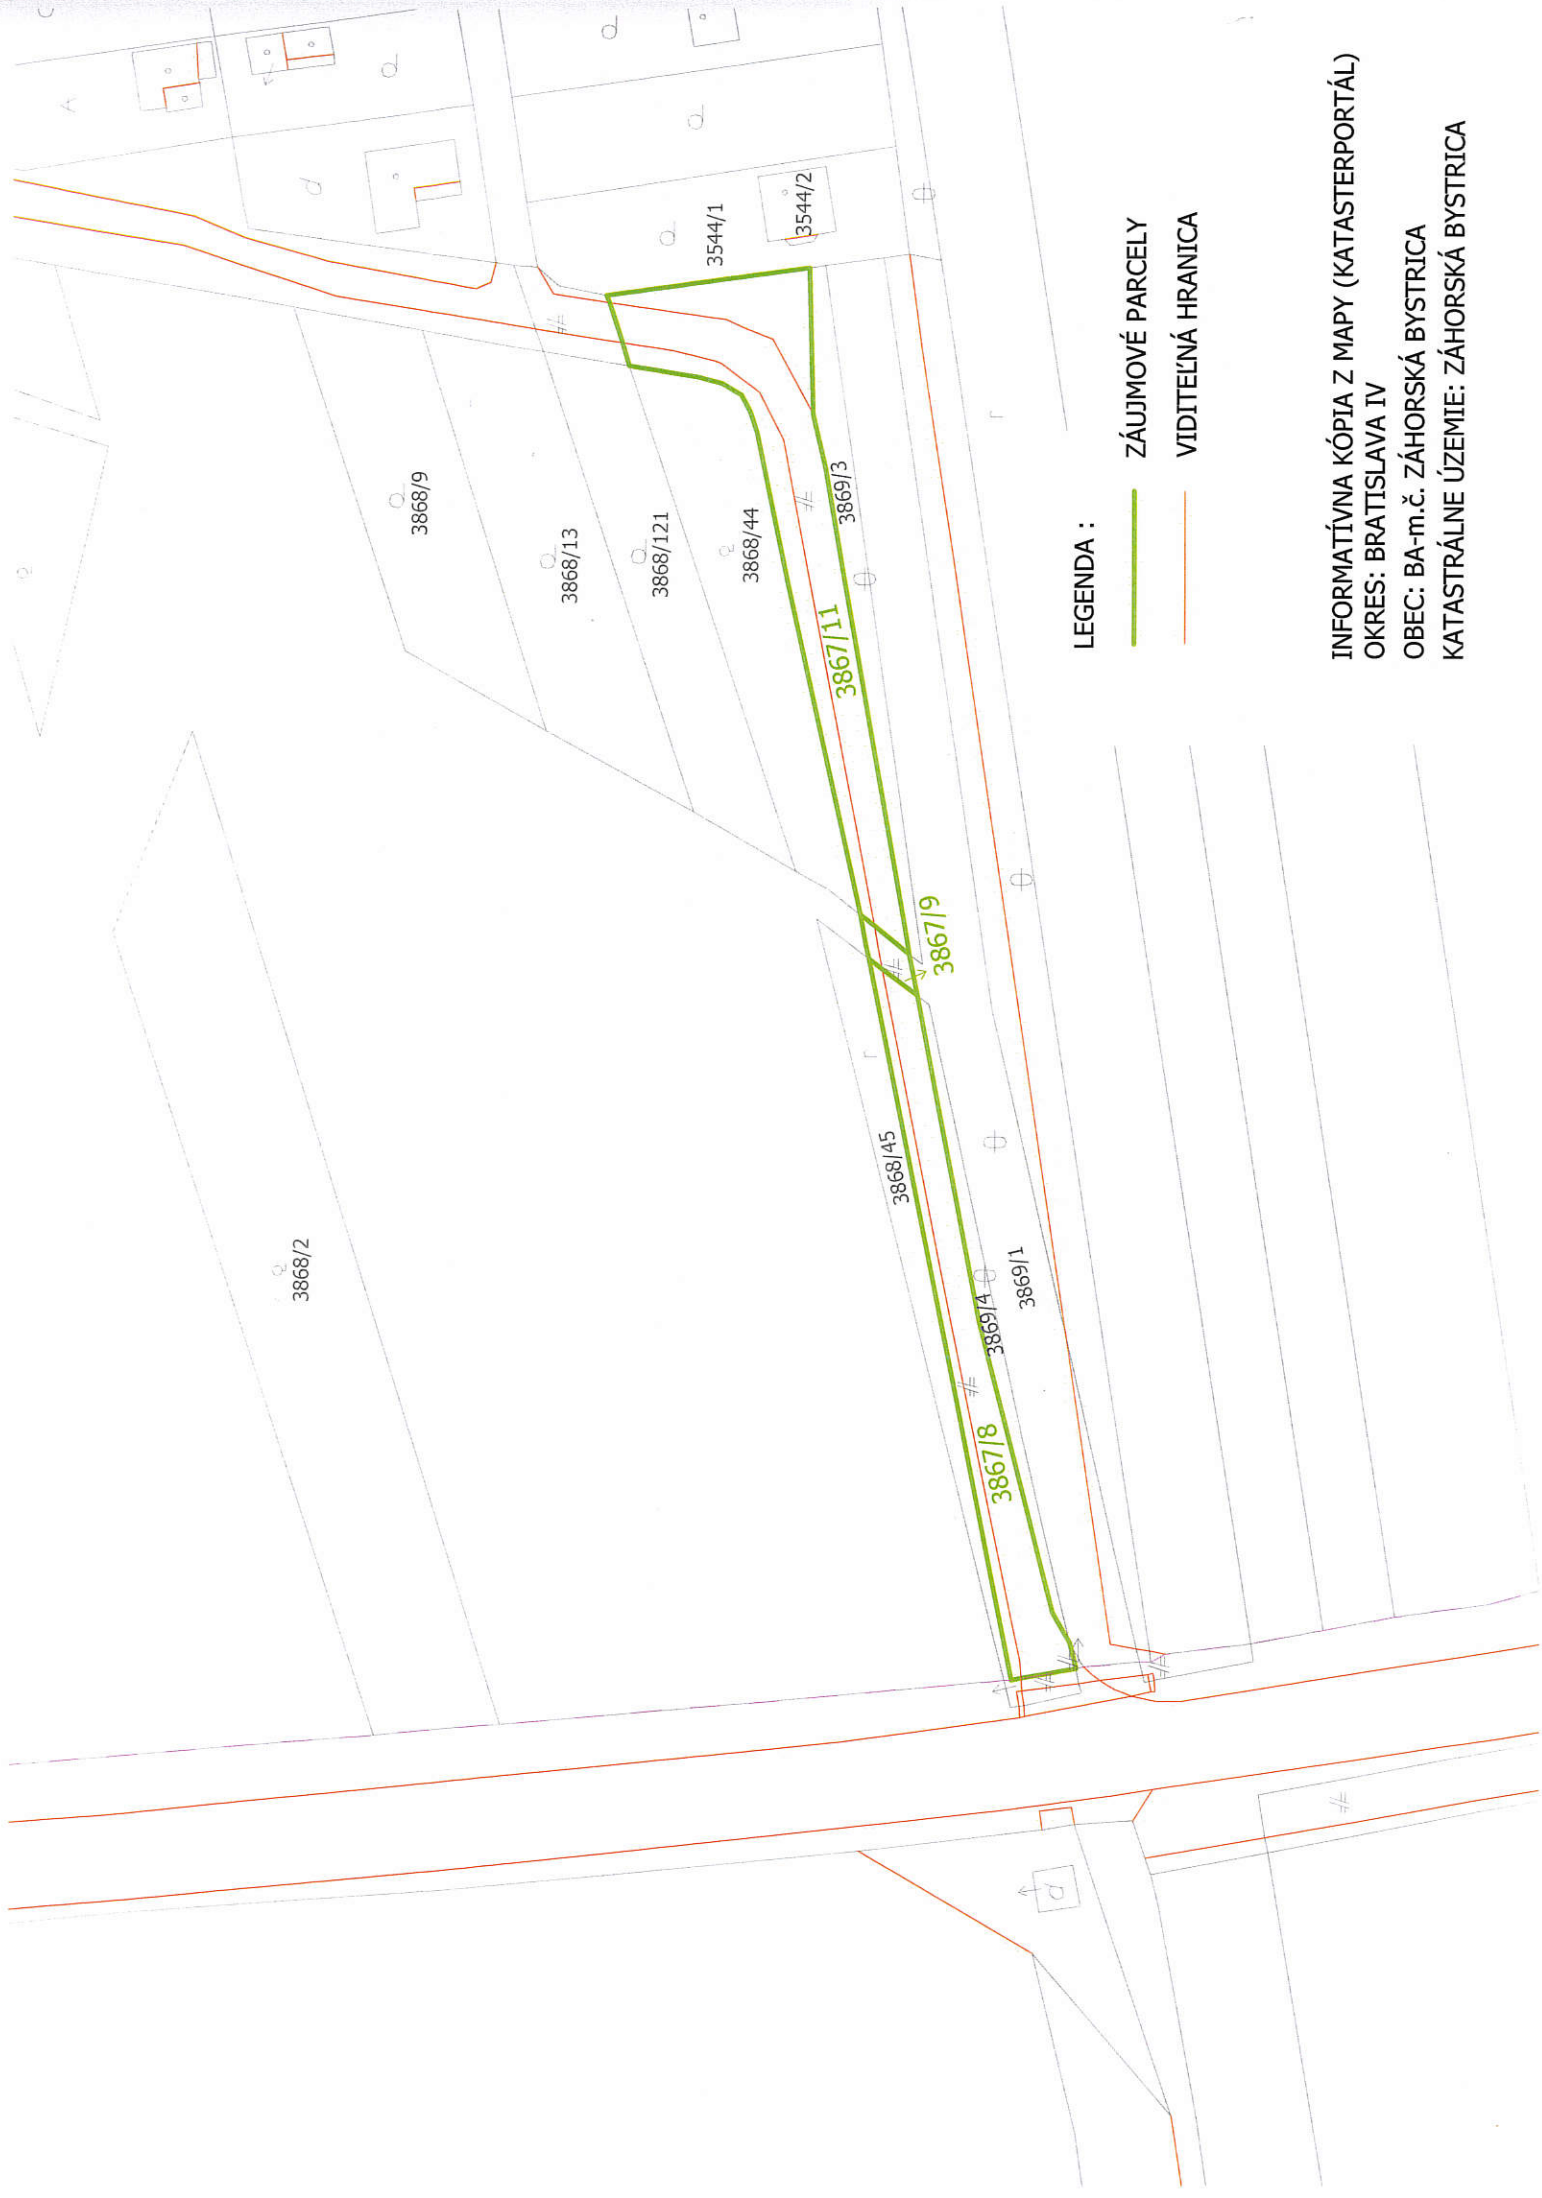 3868/2
3868/9
3868/13
3868/121
3868/44
3544/1
3544/2
3869/3
3867/11
3867/9
3868/45
3869/4
3869/1
3867/8
LEGENDA :
ZÁUJMOVÉ PARCELY
VIDITEĽNÁ HRANICA
INFORMATÍVNA KÓPIA Z MAPY (KATASTERPORTÁL)
OKRES: BRATISLAVA IV
OBEC: BA-m.č. ZÁHORSKÁ BYSTRICA
KATASTRÁLNE ÚZEMIE: ZÁHORSKÁ BYSTRICA